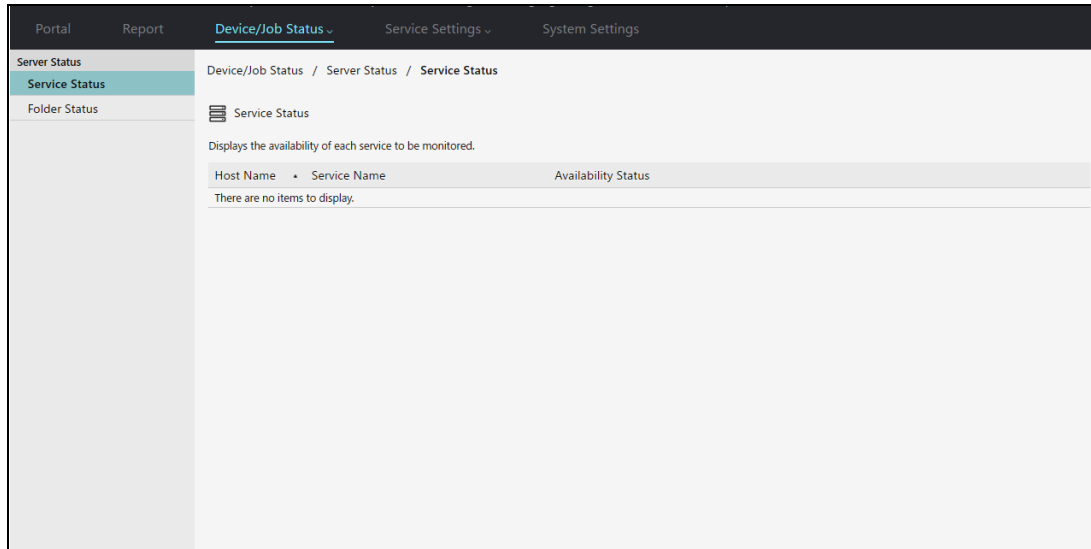 Portal Report Device/Job Status Service Settings System Settings
Server Status
Service Status
Folder Status
Device/Job Status / Server Status / Service Status
Service Status
Displays the availability of each service to be monitored.
Host Name Service Name Availability Status
There are no items to display.